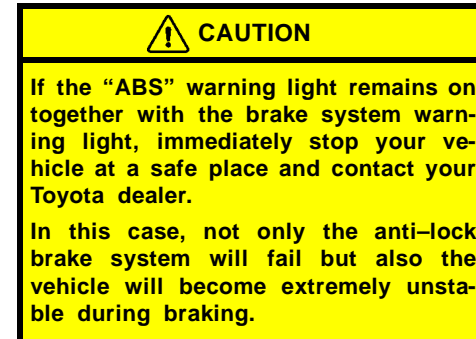 CAUTION
If the “ABS” warning light remains on
together with the brake system warn-
ing light, immediately stop your ve-
hicle at a safe place and contact your
Toyota dealer.
In this case, not only the anti–lock
brake system will fail but also the
vehicle will become extremely unsta-
ble during braking.